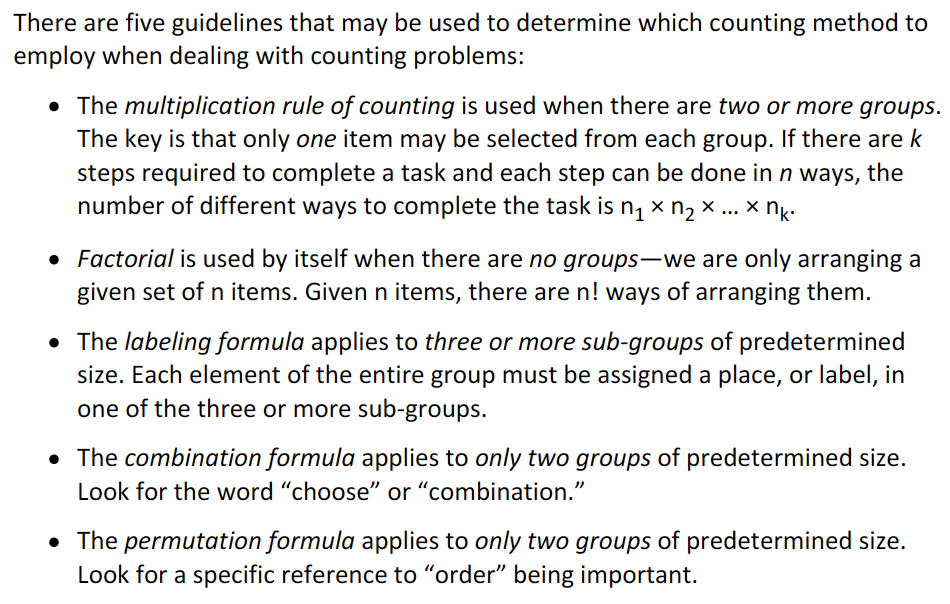 There are five guidelines that may be used to determine which counting method to
employ when dealing with counting problems:
• The multiplication rule of counting is used when there are two or more groups.
The key is that only one item may be selected from each group. If there are k
steps required to complete a task and each step can be done in n ways, the
number of different ways to complete the task is n₁ × n₂ × ... × nₖ.
• Factorial is used by itself when there are no groups—we are only arranging a
given set of n items. Given n items, there are n! ways of arranging them.
• The labeling formula applies to three or more sub-groups of predetermined
size. Each element of the entire group must be assigned a place, or label, in
one of the three or more sub-groups.
• The combination formula applies to only two groups of predetermined size.
Look for the word “choose” or “combination.”
• The permutation formula applies to only two groups of predetermined size.
Look for a specific reference to “order” being important.